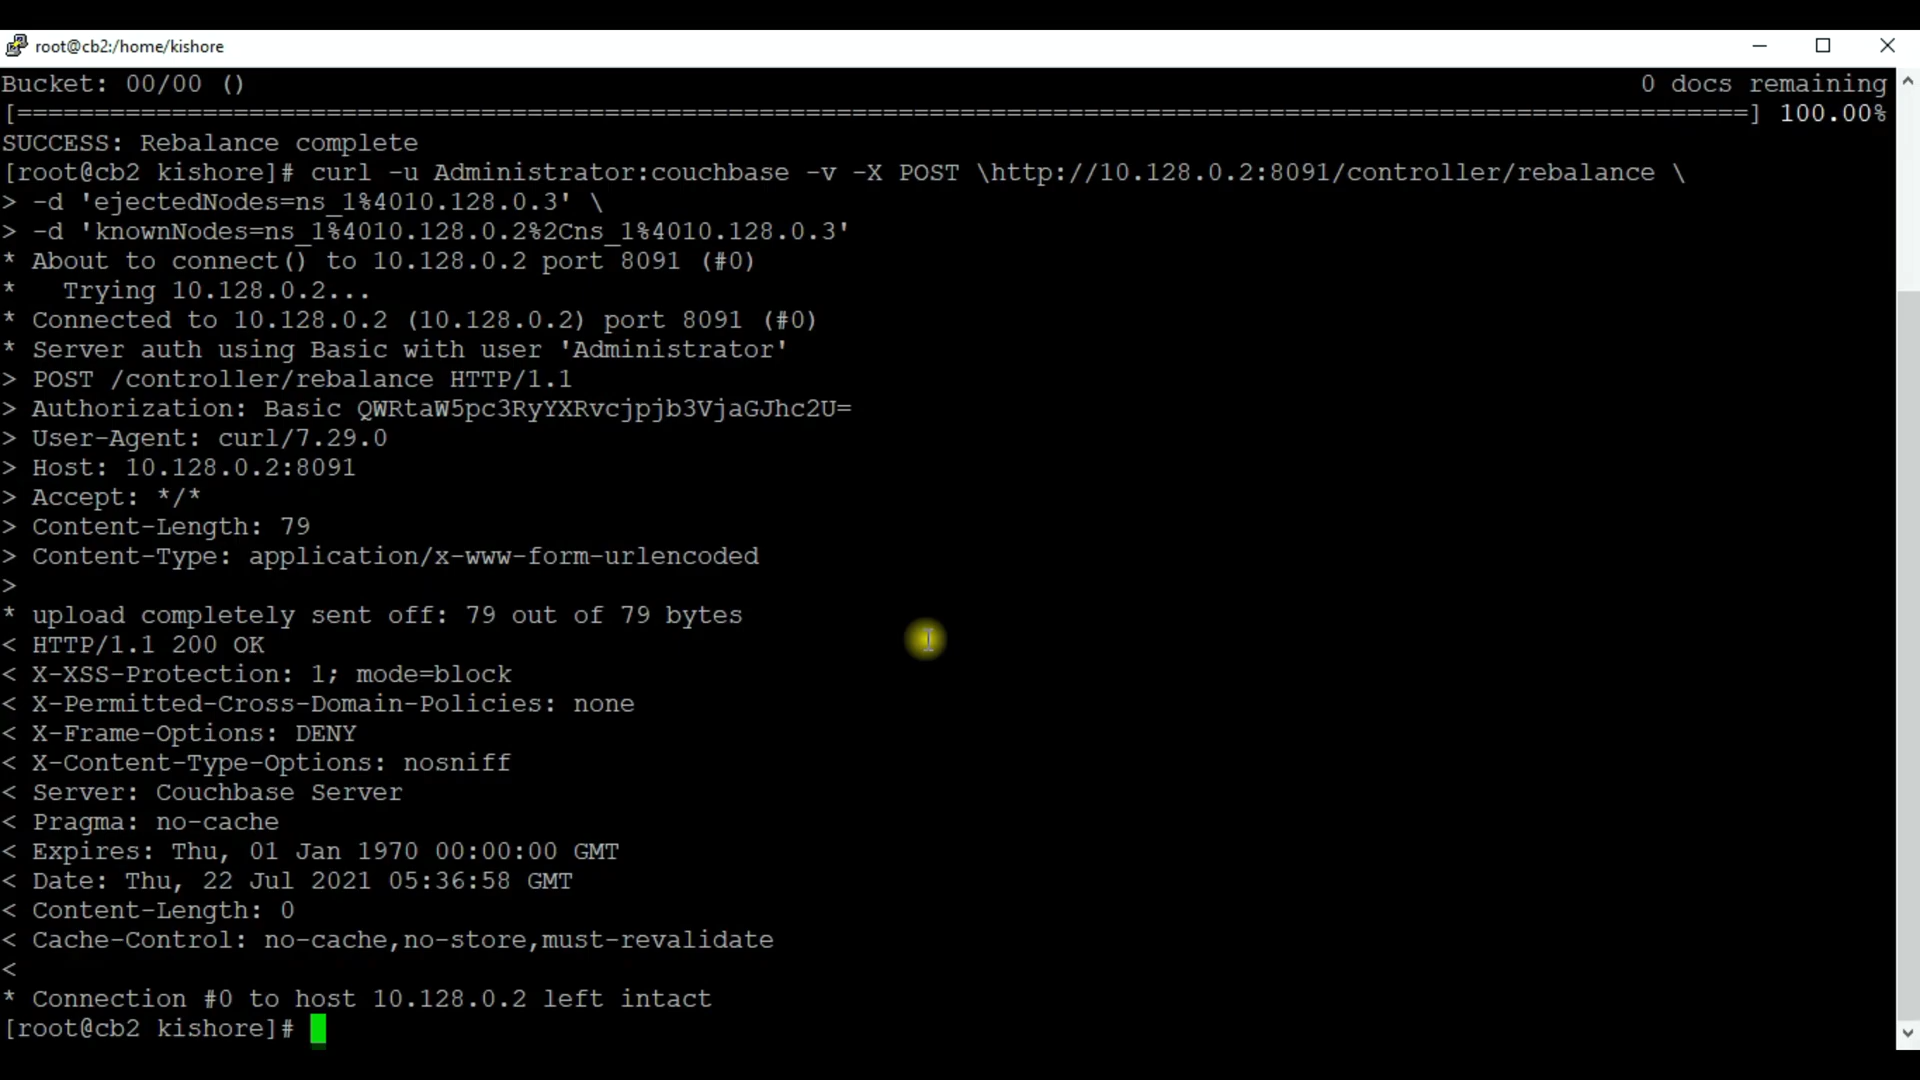 root@cb2:/home/kishore
Bucket: 00/00 () 0 docs remaining
[================================================================================================================] 100.00%
SUCCESS: Rebalance complete
[root@cb2 kishore]# curl -u Administrator:couchbase -v -X POST \http://10.128.0.2:8091/controller/rebalance \
> -d 'ejectedNodes=ns_1%4010.128.0.3' \
> -d 'knownNodes=ns_1%4010.128.0.2%2Cns_1%4010.128.0.3'
* About to connect() to 10.128.0.2 port 8091 (#0)
*   Trying 10.128.0.2...
* Connected to 10.128.0.2 (10.128.0.2) port 8091 (#0)
* Server auth using Basic with user 'Administrator'
> POST /controller/rebalance HTTP/1.1
> Authorization: Basic QWRtaW5pc3RyYXRvcjpjb3VjaGJhc2U=
> User-Agent: curl/7.29.0
> Host: 10.128.0.2:8091
> Accept: */*
> Content-Length: 79
> Content-Type: application/x-www-form-urlencoded
>
* upload completely sent off: 79 out of 79 bytes
< HTTP/1.1 200 OK
< X-XSS-Protection: 1; mode=block
< X-Permitted-Cross-Domain-Policies: none
< X-Frame-Options: DENY
< X-Content-Type-Options: nosniff
< Server: Couchbase Server
< Pragma: no-cache
< Expires: Thu, 01 Jan 1970 00:00:00 GMT
< Date: Thu, 22 Jul 2021 05:36:58 GMT
< Content-Length: 0
< Cache-Control: no-cache,no-store,must-revalidate
<
* Connection #0 to host 10.128.0.2 left intact
[root@cb2 kishore]#